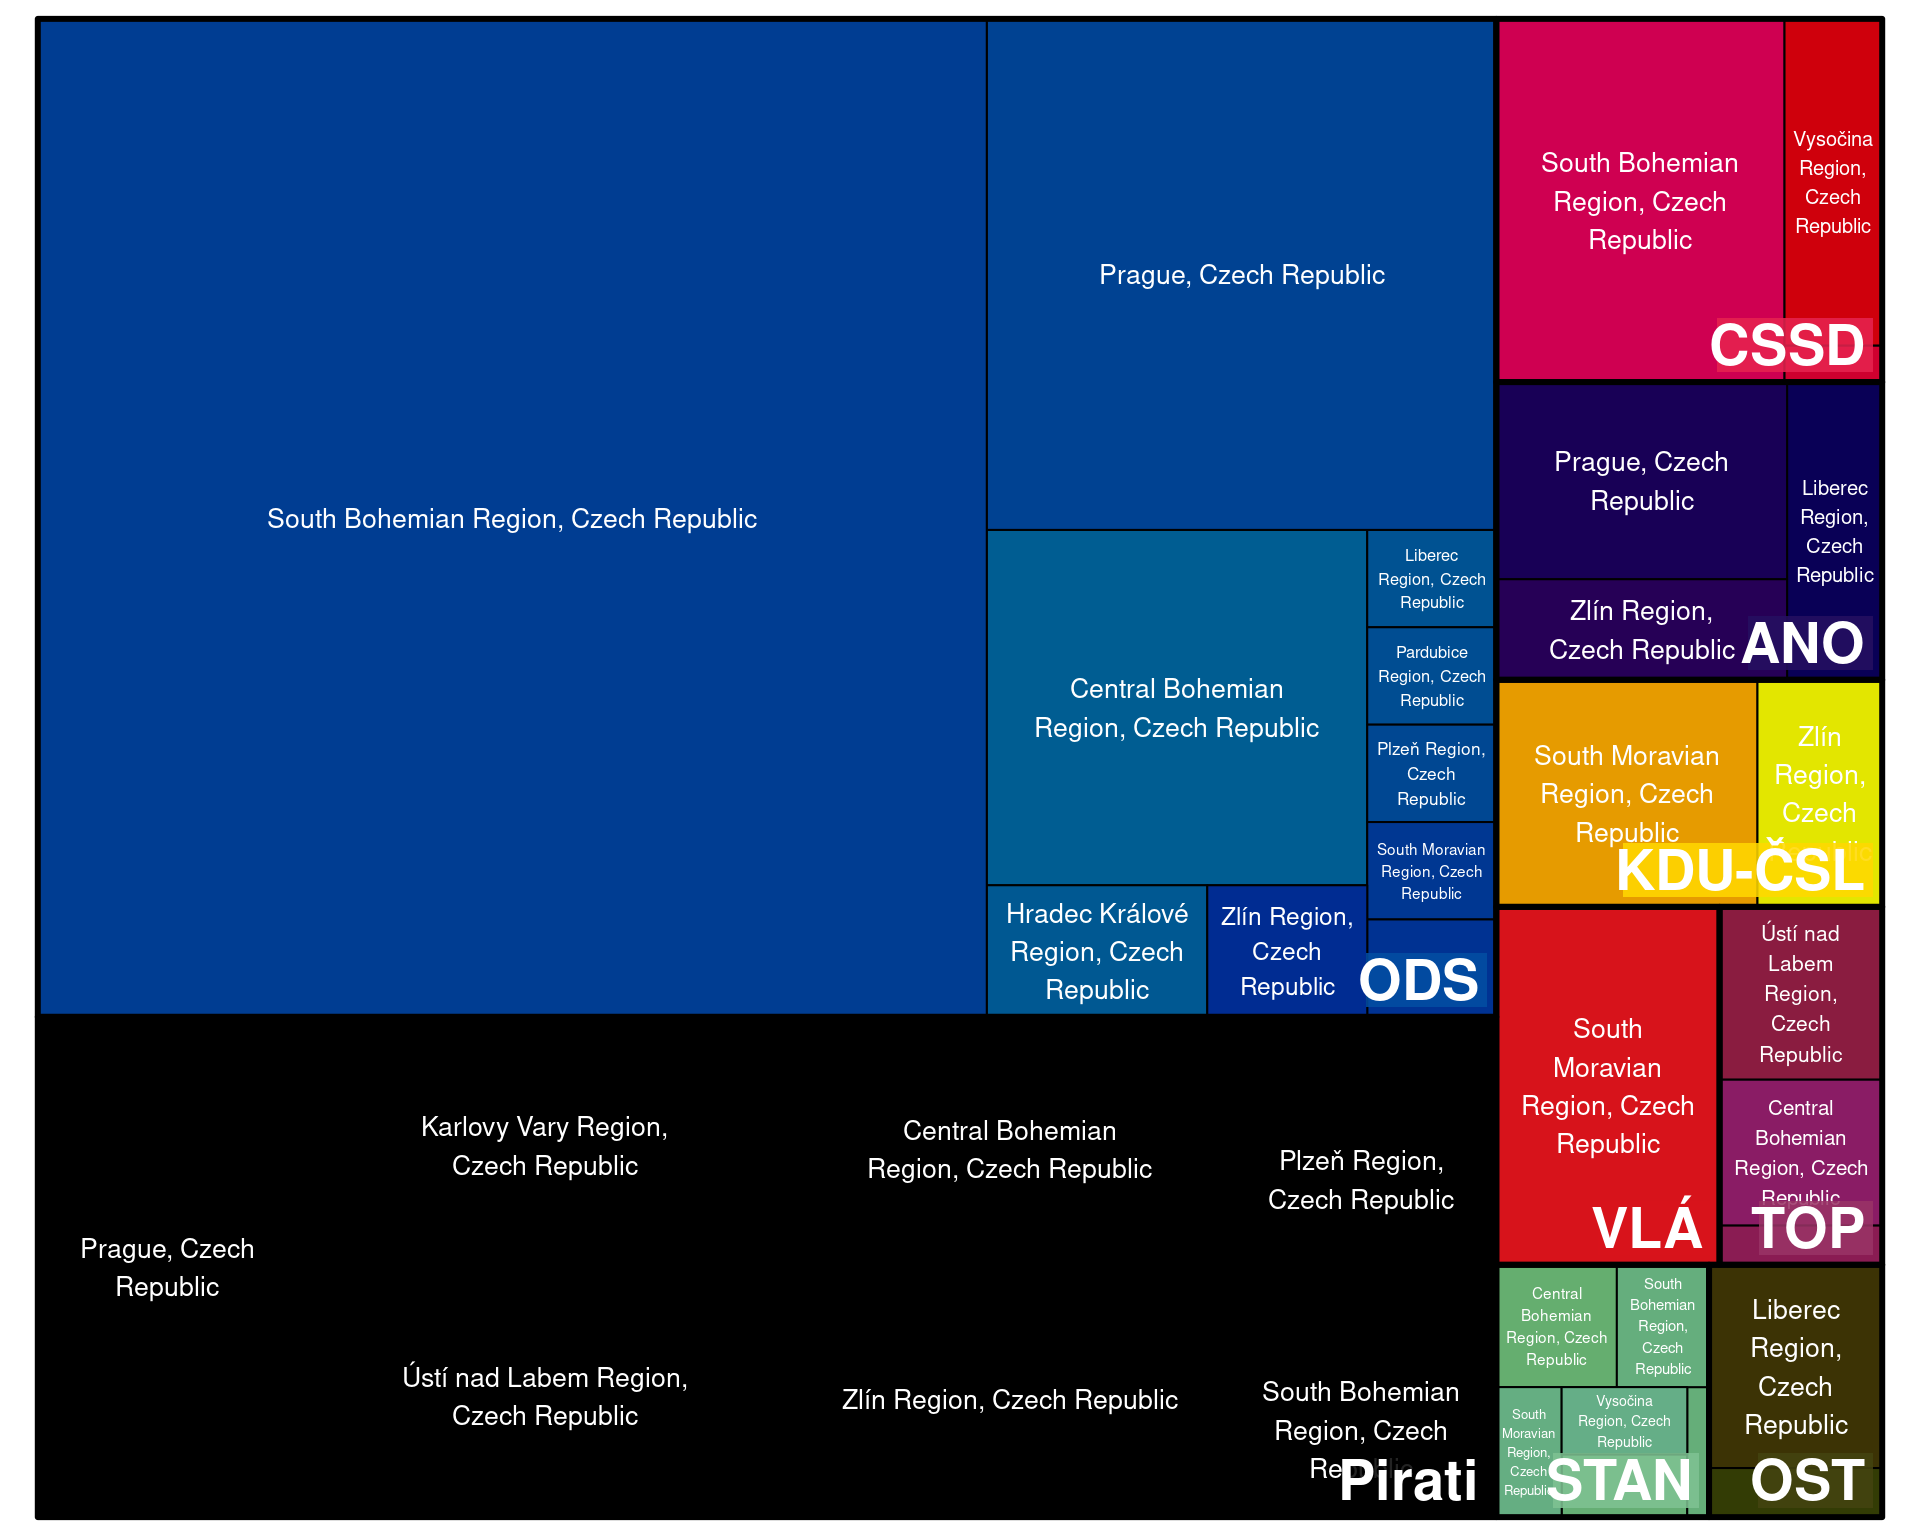 South Bohemian Region, Czech Republic
Prague, Czech Republic
Central Bohemian
Region, Czech Republic
Liberec
Region, Czech
Republic
Pardubice
Region, Czech
Republic
Plzeň Region,
Czech
Republic
South Moravian
Region, Czech
Republic
Hradec Králové
Region, Czech
Republic
Zlín Region,
Czech
Republic
ODS
Prague, Czech
Republic
Karlovy Vary Region,
Czech Republic
Ústí nad Labem Region,
Czech Republic
Central Bohemian
Region, Czech Republic
Zlín Region, Czech Republic
Plzeň Region,
Czech Republic
South Bohemian
Region, Czech
Republic
Pirati
South Bohemian
Region, Czech
Republic
Vysočina
Region,
Czech
Republic
CSSD
Prague, Czech
Republic
Zlín Region,
Czech Republic
Liberec
Region,
Czech
Republic
ANO
South Moravian
Region, Czech
Republic
Zlín
Region,
Czech
KDU-ČSL
South
Moravian
Region, Czech
Republic
VLÁ
Ústí nad
Labem
Region,
Czech
Republic
Central
Bohemian
Region, Czech
Republic
TOP
Central
Bohemian
Region, Czech
Republic
South
Bohemian
Region,
Czech
Republic
South
Moravian
Region,
Czech
Republic
Vysočina
Region, Czech
Republic
STAN
Liberec
Region,
Czech
Republic
OST